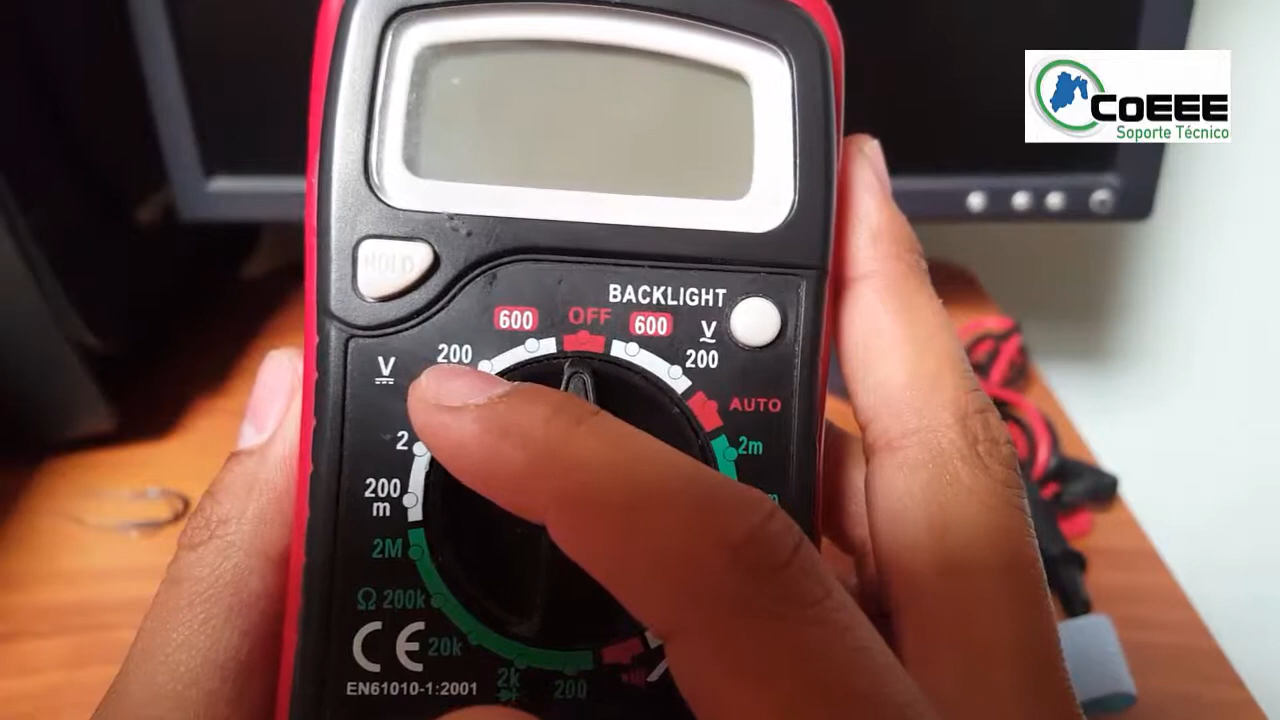 CoEEE
Soporte Técnico
HOLD
BACKLIGHT
600
OFF
600
V
200
V
200
AUTO
2
2m
200
m
2M
Ω 200k
20k
2k
200
CE
EN61010-1:2001